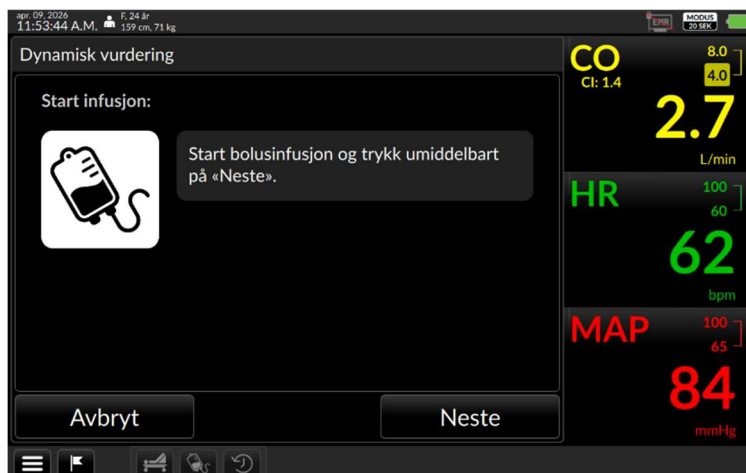 apr. 09, 2026
11:53:44 A.M.
F, 24 år
159 cm, 71 kg
EMR
MODUS
20 SEK
Dynamisk vurdering
Start infusjon:
Start bolusinfusjon og trykk umiddelbart
på «Neste».
Avbryt
Neste
CO
CI: 1.4
8.0
4.0
2.7
L/min
HR
100
60
62
bpm
MAP
100
65
84
mmHg